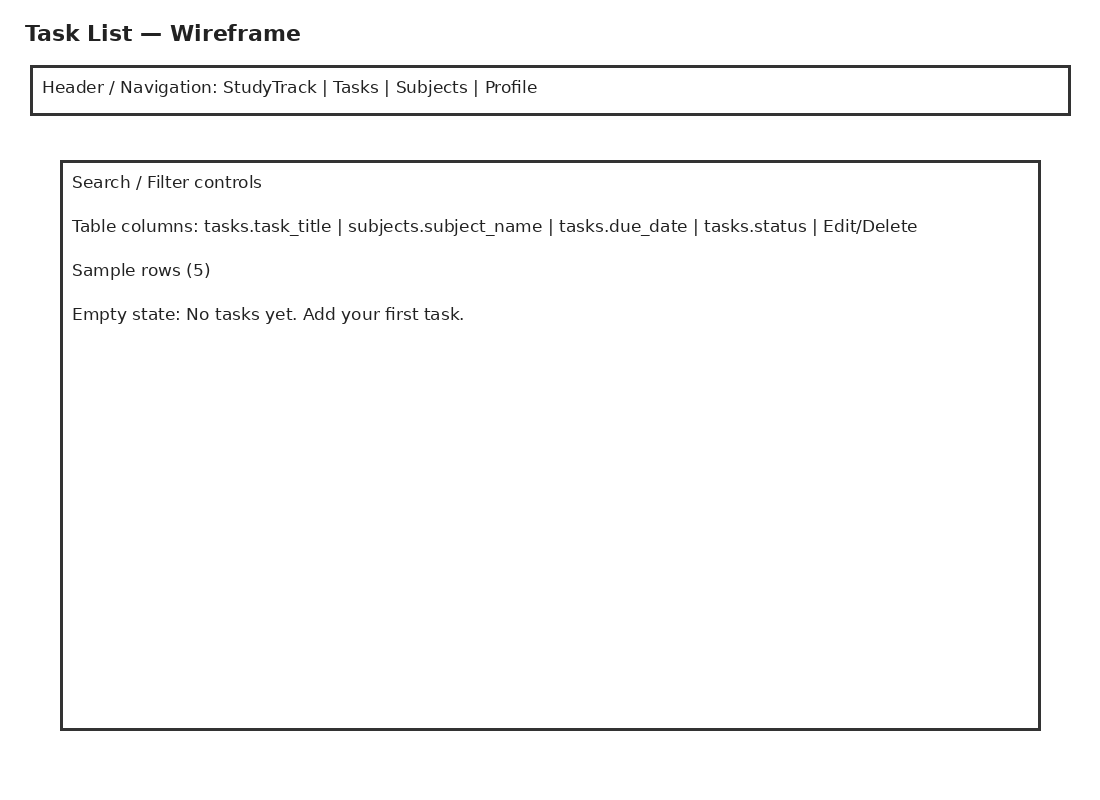 Task List — Wireframe
Header / Navigation: StudyTrack | Tasks | Subjects | Profile
Search / Filter controls
Table columns: tasks.task_title | subjects.subject_name | tasks.due_date | tasks.status | Edit/Delete
Sample rows (5)
Empty state: No tasks yet. Add your first task.